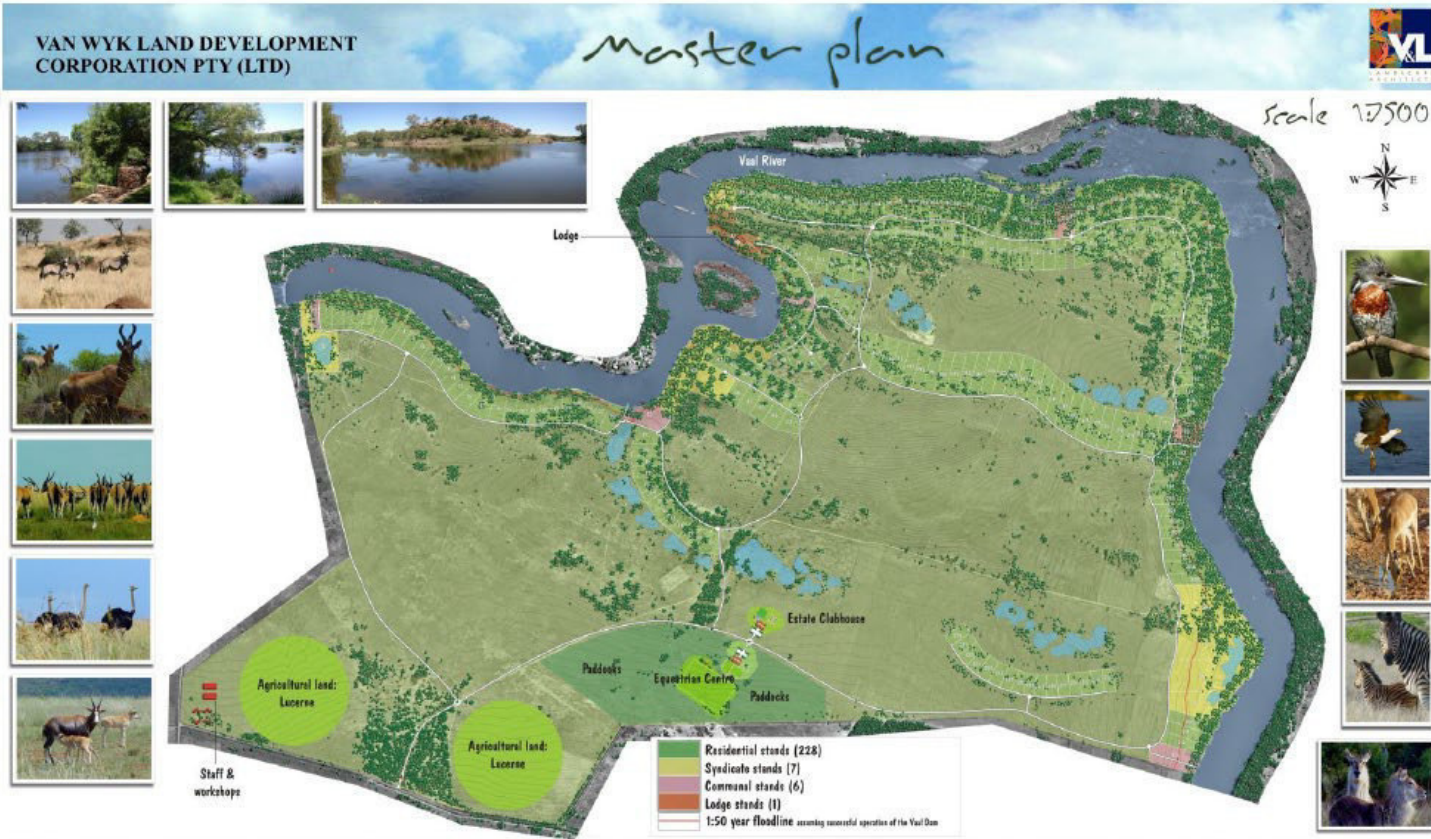 VAN WYK LAND DEVELOPMENT
CORPORATION PTY (LTD)
Master plan
V&L
LANDSCAPE
ARCHITECTS
Scale 1:7500
N
W E
S
Vaal River
Lodge
Estate Clubhouse
Paddocks
Equestrian Centre
Paddocks
Agricultural land:
Lucerne
Agricultural land:
Lucerne
Staff &
workshops
Residential stands (228)
Syndicate stands (7)
Communal stands (6)
Lodge stands (1)
1:50 year floodline assuming successful operation of the Vaal Dam